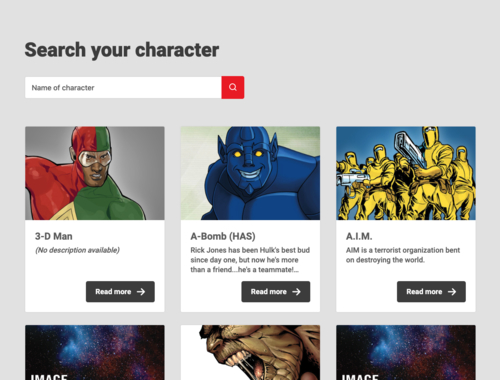 Search your character
Name of character
3-D Man
(No description available)
Read more
A-Bomb (HAS)
Rick Jones has been Hulk's best bud
since day one, but now he's more
than a friend...he's a teammate!...
Read more
A.I.M.
AIM is a terrorist organization bent
on destroying the world.
Read more
IMAGE
IMAGE